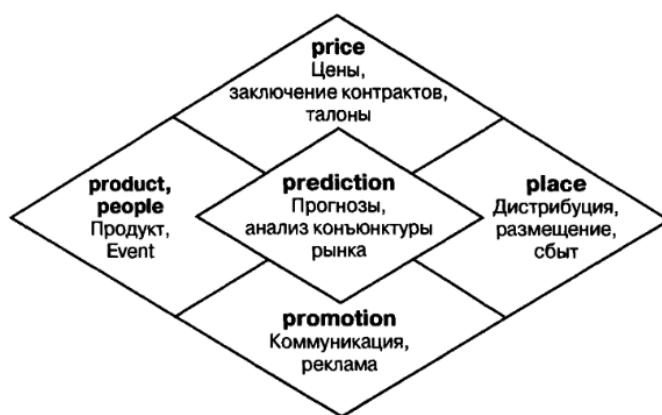 price
Цены,
заключение контрактов,
талоны
product,
people
Продукт,
Event
prediction
Прогнозы,
анализ конъюнктуры
рынка
place
Дистрибуция,
размещение,
сбыт
promotion
Коммуникация,
реклама